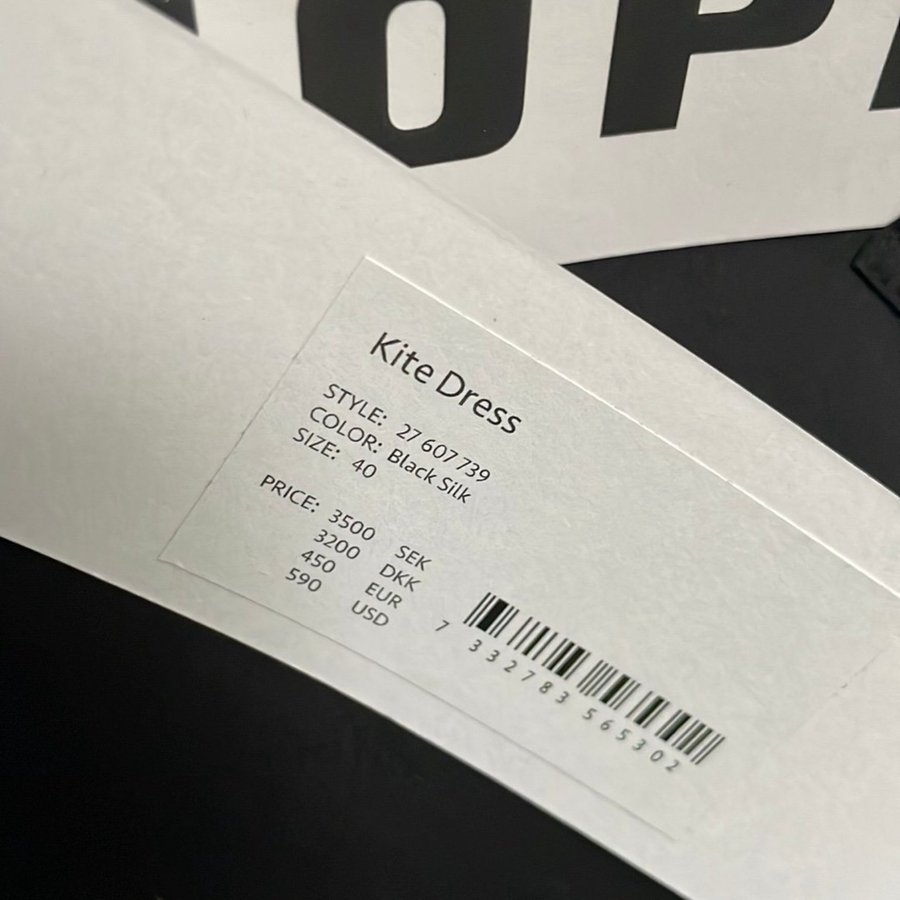 OP
Kite Dress
STYLE: 27 607 739
COLOR: Black Silk
SIZE: 40
PRICE: 3500 SEK
3200 DKK
450 EUR
590 USD
7 332783 565302